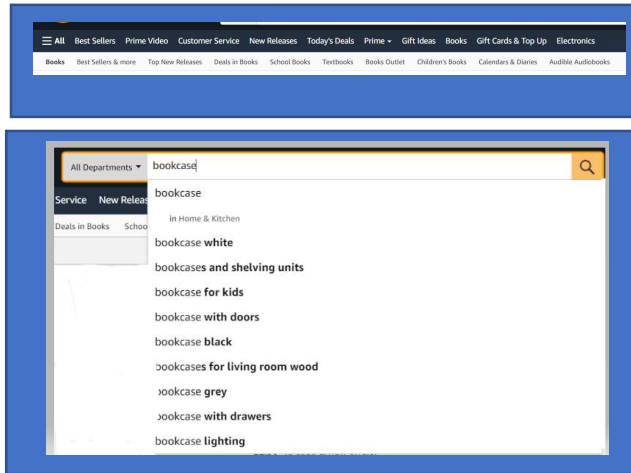 All Best Sellers Prime Video Customer Service New Releases Today's Deals Prime Gift Ideas Books Gift Cards & Top Up Electronics
Books Best Sellers & more Top New Releases Deals in Books School Books Textbooks Books Outlet Children's Books Calendars & Diaries Audible Audiobooks
All Departments bookcase
bookcase
Service New Releas
in Home & Kitchen
Deals in Books Schoo
bookcase white
bookcases and shelving units
bookcase for kids
bookcase with doors
bookcase black
bookcases for living room wood
bookcase grey
bookcase with drawers
bookcase lighting